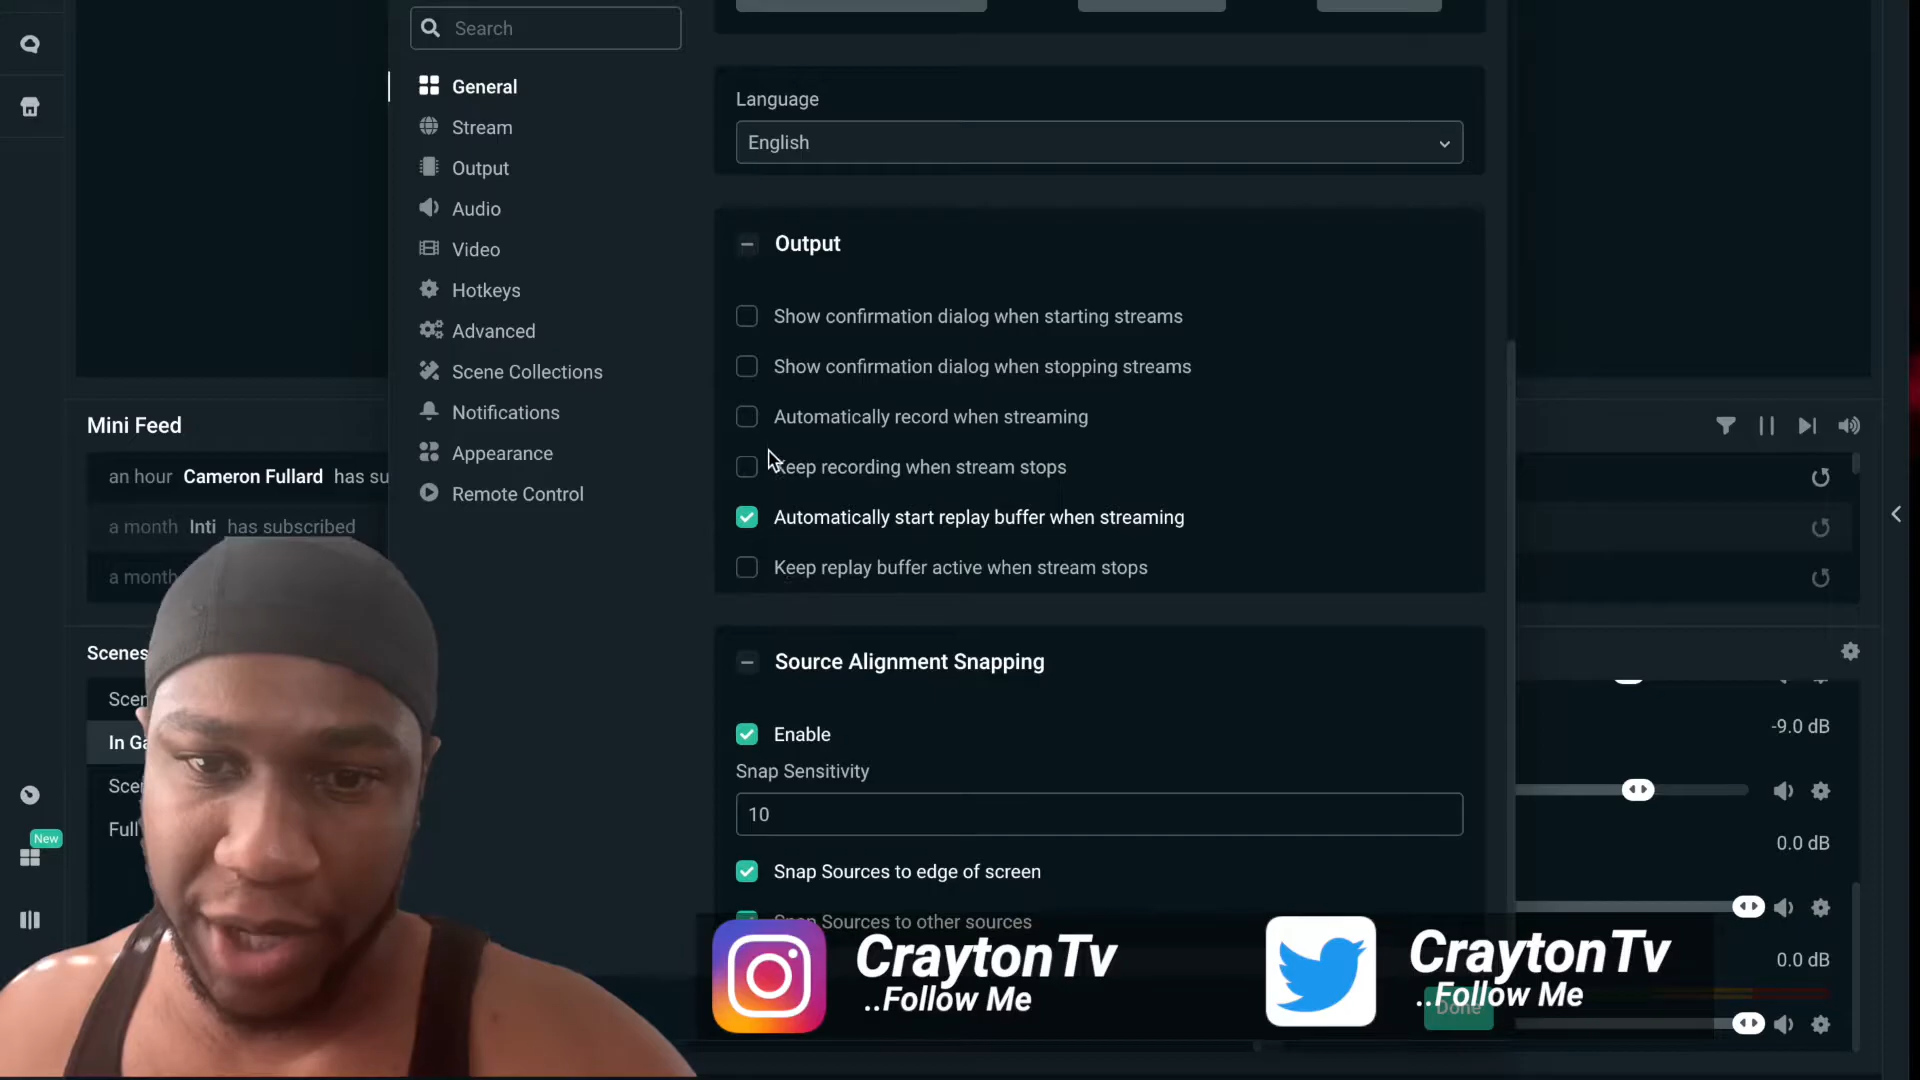 Search
General
Stream
Output
Audio
Video
Hotkeys
Advanced
Scene Collections
Notifications
Appearance
Remote Control
Language
English
Output
Show confirmation dialog when starting streams
Show confirmation dialog when stopping streams
Automatically record when streaming
Keep recording when stream stops
Automatically start replay buffer when streaming
Keep replay buffer active when stream stops
Source Alignment Snapping
Enable
Snap Sensitivity
10
Snap Sources to edge of screen
Snap Sources to other sources
Done
Mini Feed
an hour Cameron Fullard has su
a month Inti has subscribed
a month
Scenes
Scen
In Ga
Scen
Full
New
-9.0 dB
0.0 dB
0.0 dB
CraytonTv
..Follow Me
CraytonTv
..Follow Me